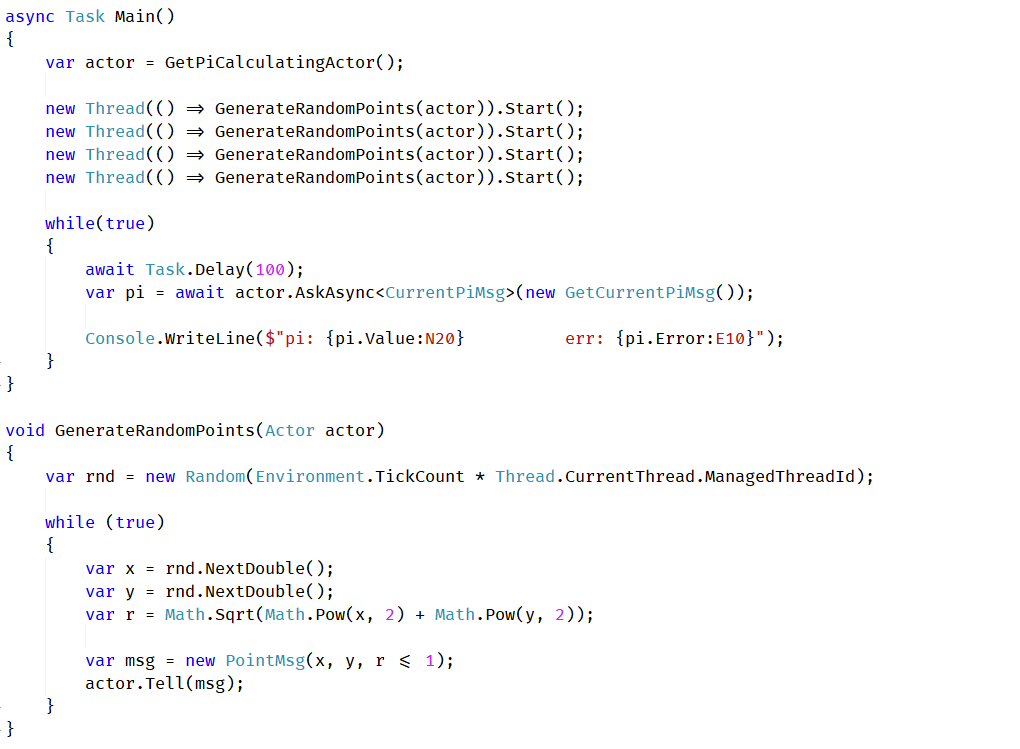 async Task Main()
{
    var actor = GetPiCalculatingActor();

    new Thread(() => GenerateRandomPoints(actor)).Start();
    new Thread(() => GenerateRandomPoints(actor)).Start();
    new Thread(() => GenerateRandomPoints(actor)).Start();
    new Thread(() => GenerateRandomPoints(actor)).Start();

    while(true)
    {
        await Task.Delay(100);
        var pi = await actor.AskAsync<CurrentPiMsg>(new GetCurrentPiMsg());

        Console.WriteLine($"pi: {pi.Value:N20}          err: {pi.Error:E10}");
    }
}

void GenerateRandomPoints(Actor actor)
{
    var rnd = new Random(Environment.TickCount * Thread.CurrentThread.ManagedThreadId);

    while (true)
    {
        var x = rnd.NextDouble();
        var y = rnd.NextDouble();
        var r = Math.Sqrt(Math.Pow(x, 2) + Math.Pow(y, 2));

        var msg = new PointMsg(x, y, r <= 1);
        actor.Tell(msg);
    }
}